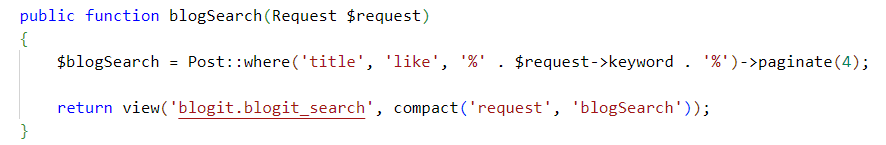 public function blogSearch(Request $request)
{
$blogSearch = Post::where('title', 'like', '%' . $request->keyword . '%')->paginate(4);
return view('blogit.blogit_search', compact('request', 'blogSearch'));
}